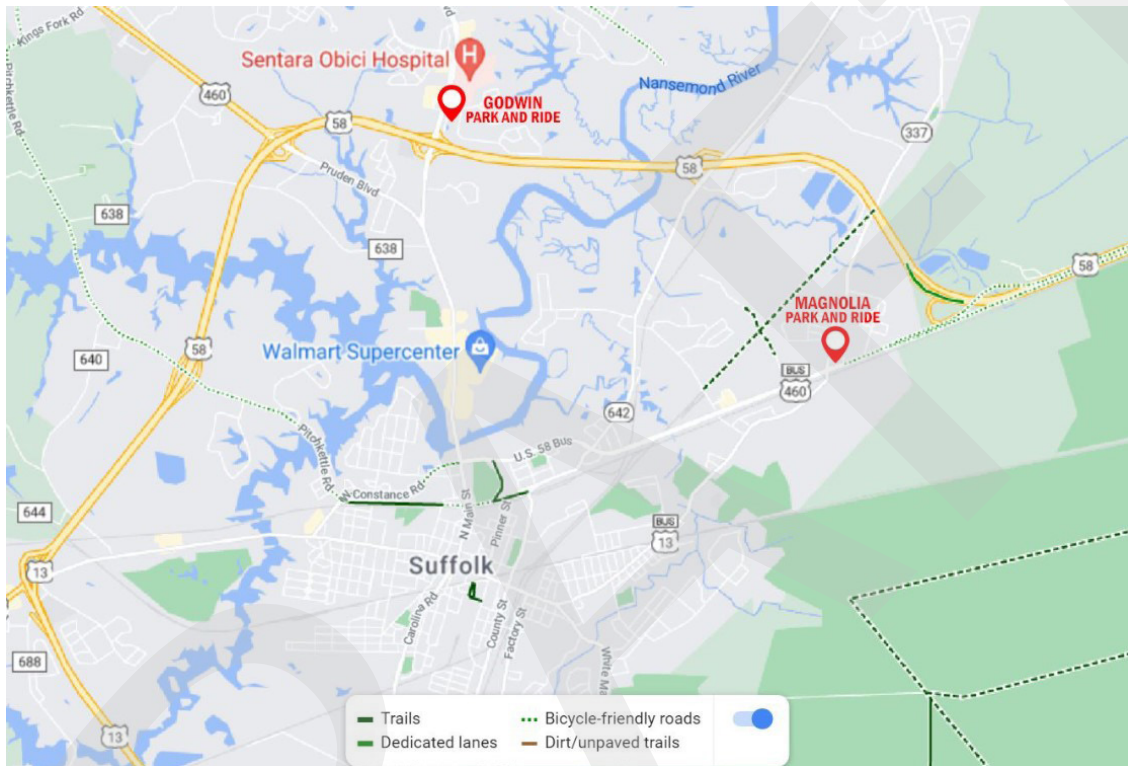 Kings Fork Rd
Pitchkettle Rd
460
58
Sentara Obici Hospital
H
GODWIN
PARK AND RIDE
Nansemond River
337
58
Pruden Blvd
638
638
58
MAGNOLIA
PARK AND RIDE
58
640
Walmart Supercenter
BUS
460
642
U.S. 58 Bus
Pitchkettle Rd
W Constance Rd
N Main St
Pinner St
644
BUS
13
13
Suffolk
Carolina Rd
County St
Factory St
688
13
Trails
Bicycle-friendly roads
Dedicated lanes
Dirt/unpaved trails